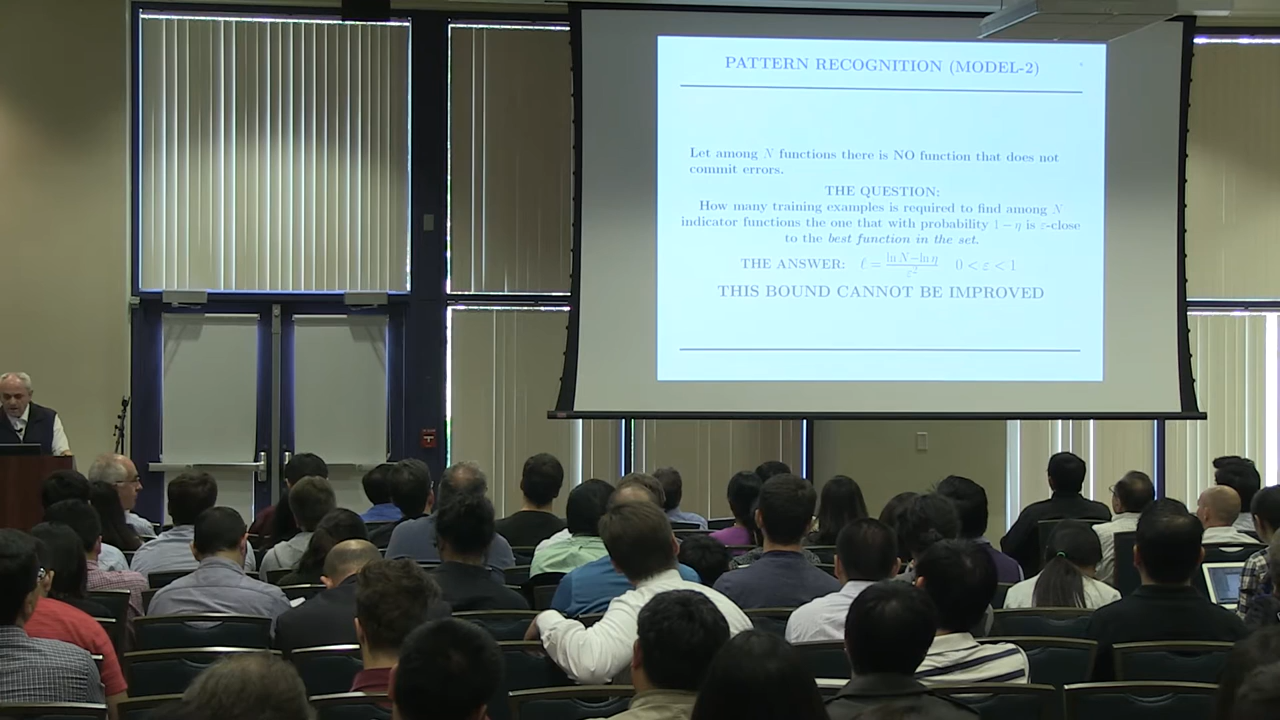 PATTERN RECOGNITION (MODEL-2)
Let among N functions there is NO function that does not
commit errors.
THE QUESTION:
How many training examples is required to find among N
indicator functions the one that with probability 1 − η is ε-close
to the best function in the set.
THE ANSWER: ℓ = (ln N − ln η) / ε² 0 < ε < 1
THIS BOUND CANNOT BE IMPROVED